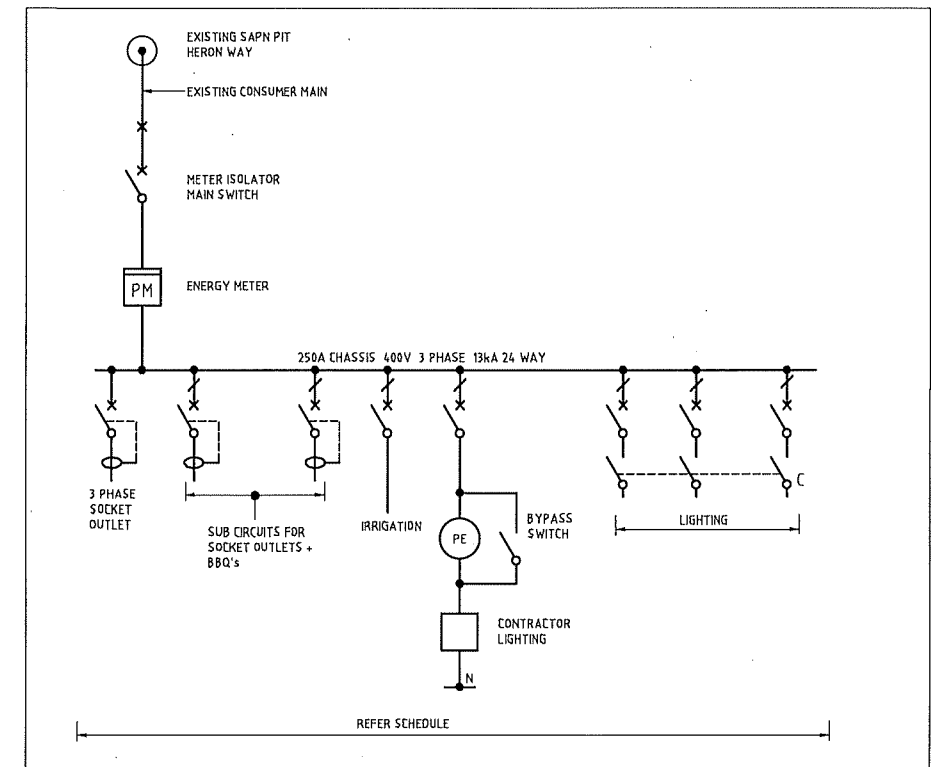 EXISTING SAPN PIT
HERON WAY
EXISTING CONSUMER MAIN
METER ISOLATOR
MAIN SWITCH
PM
ENERGY METER
250A CHASSIS 400V 3 PHASE 13kA 24 WAY
3 PHASE
SOCKET
OUTLET
SUB CIRCUITS FOR
SOCKET OUTLETS +
BBQ's
IRRIGATION
PE
BYPASS
SWITCH
C
LIGHTING
CONTRACTOR
LIGHTING
N
REFER SCHEDULE